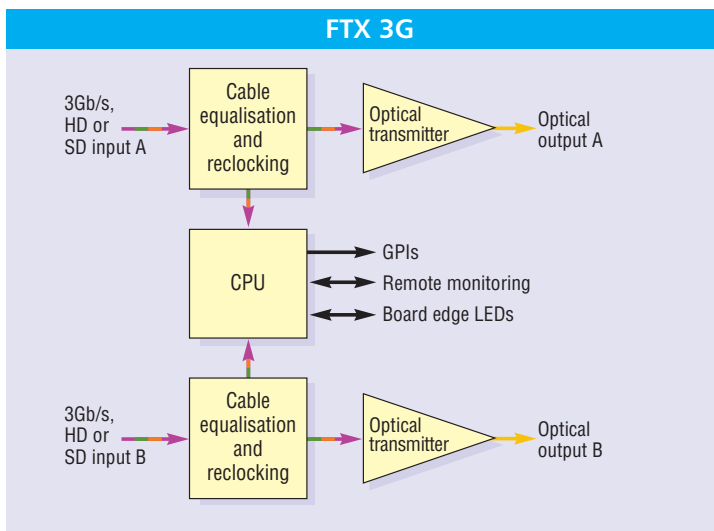 FTX 3G
3Gb/s,
HD or
SD input A
Cable
equalisation
and
reclocking
Optical
transmitter
Optical
output A
CPU
GPIs
Remote monitoring
Board edge LEDs
3Gb/s,
HD or
SD input B
Cable
equalisation
and
reclocking
Optical
transmitter
Optical
output B